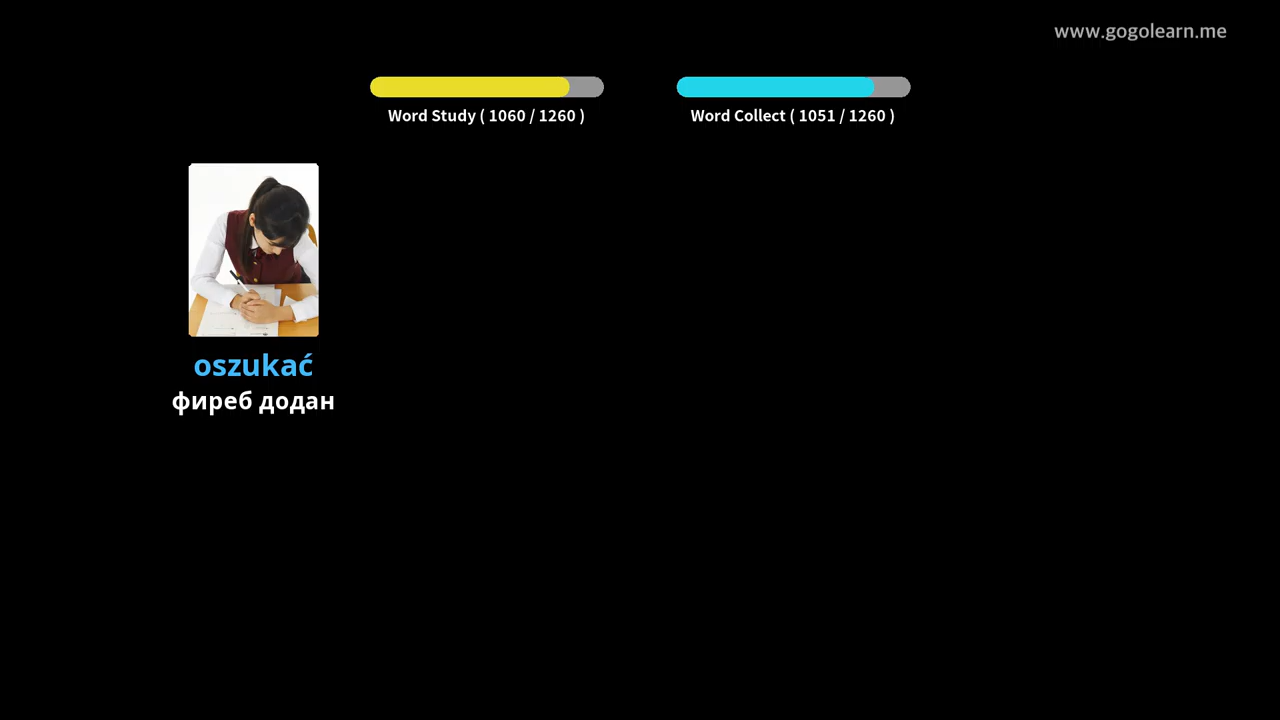 www.gogolearn.me
Word Study ( 1060 / 1260 )
Word Collect ( 1051 / 1260 )
oszukać
фиреб додан